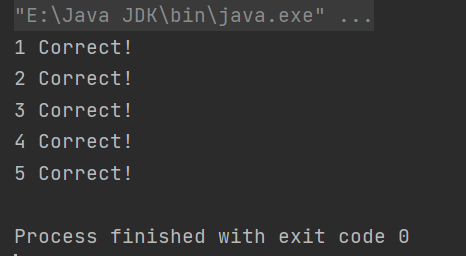 "E:\Java JDK\bin\java.exe" ...
1 Correct!
2 Correct!
3 Correct!
4 Correct!
5 Correct!
Process finished with exit code 0